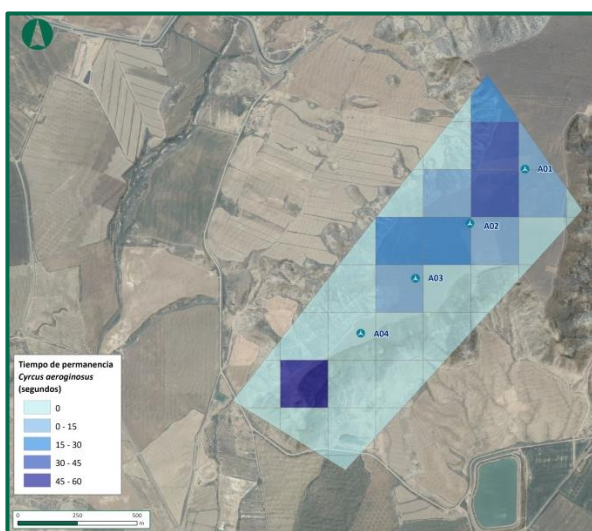 A01
A02
A03
A04
Tiempo de permanencia
Cyrcus aeroginosus
(segundos)
0
0 - 15
15 - 30
30 - 45
45 - 60
0 250 500
m